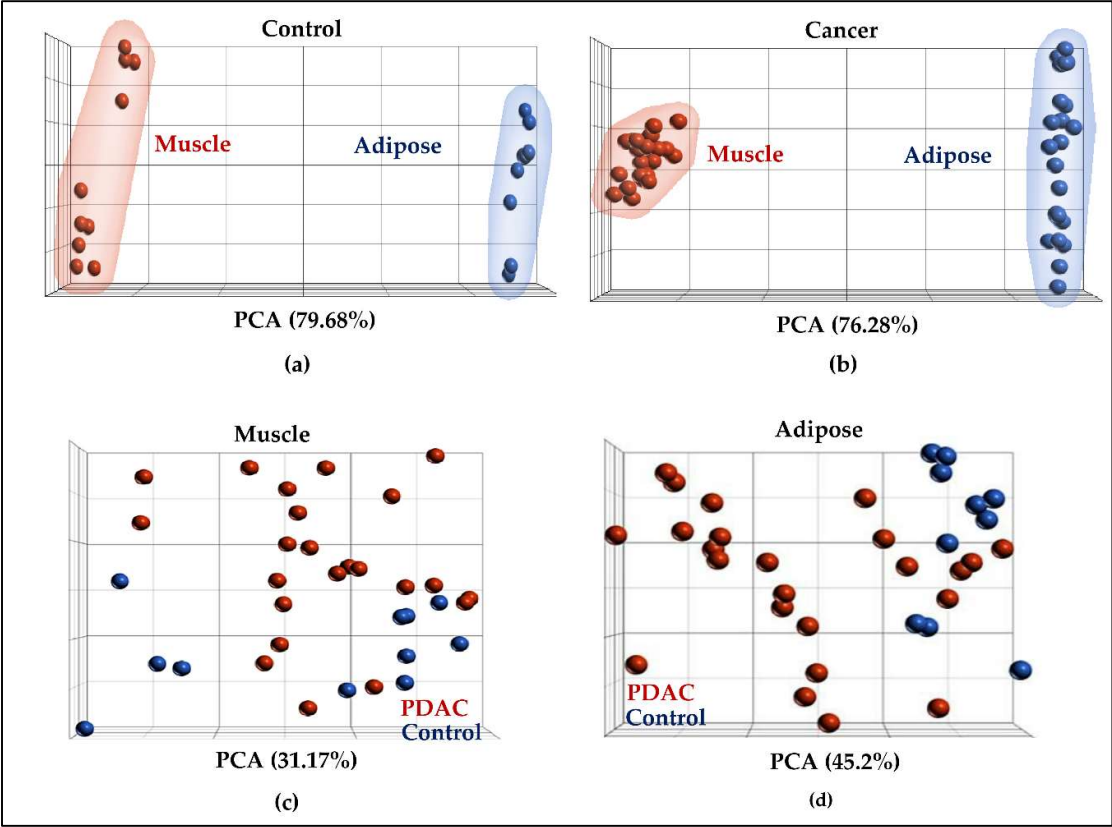 Control
Muscle
Adipose
PCA (79.68%)
(a)
Cancer
Muscle
Adipose
PCA (76.28%)
(b)
Muscle
PDAC
Control
PCA (31.17%)
(c)
Adipose
PDAC
Control
PCA (45.2%)
(d)